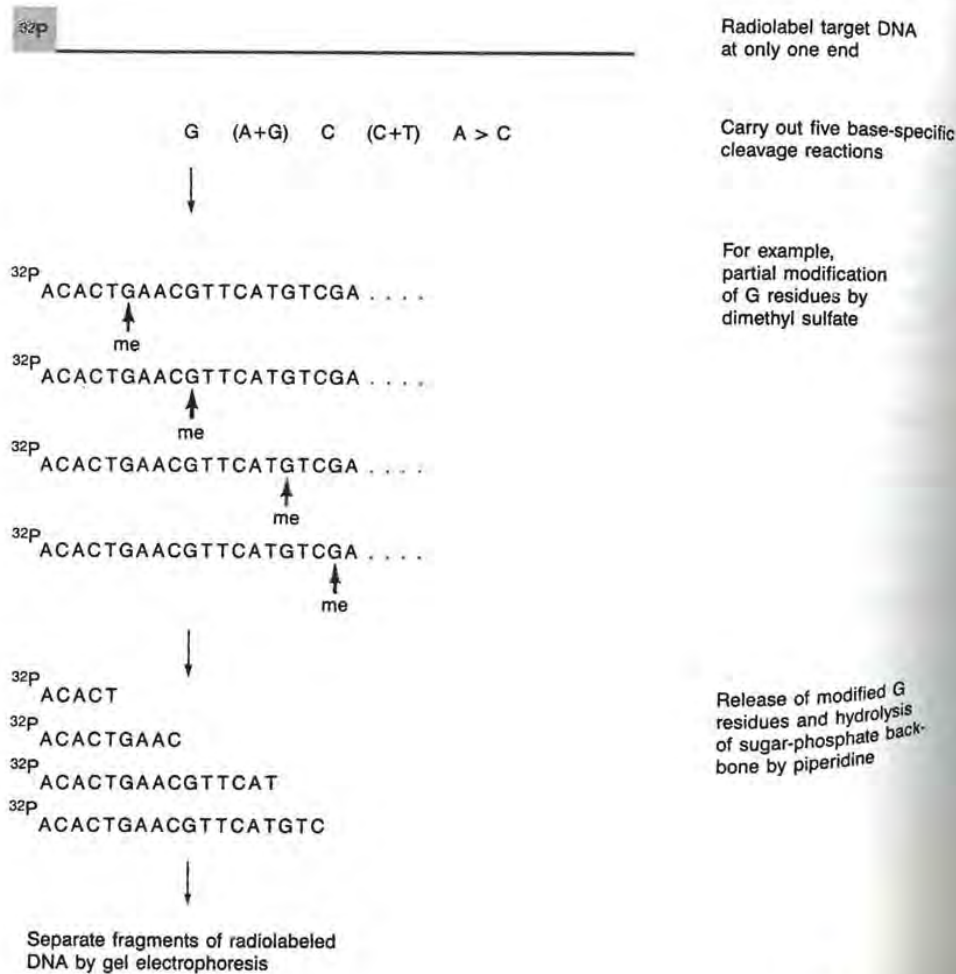 32P
Radiolabel target DNA
at only one end
G (A+G) C (C+T) A > C
Carry out five base-specific
cleavage reactions
For example,
partial modification
of G residues by
dimethyl sulfate
32P ACACTGAACGTTCATGTCGA . . . .
me
32P ACACTGAACGTTCATGTCGA . . . .
me
32P ACACTGAACGTTCATGTCGA . . . .
me
32P ACACTGAACGTTCATGTCGA . . . .
me
32P ACACT
32P ACACTGAAC
32P ACACTGAACGTTCAT
32P ACACTGAACGTTCATGTC
Release of modified G
residues and hydrolysis
of sugar-phosphate back-
bone by piperidine
Separate fragments of radiolabeled
DNA by gel electrophoresis